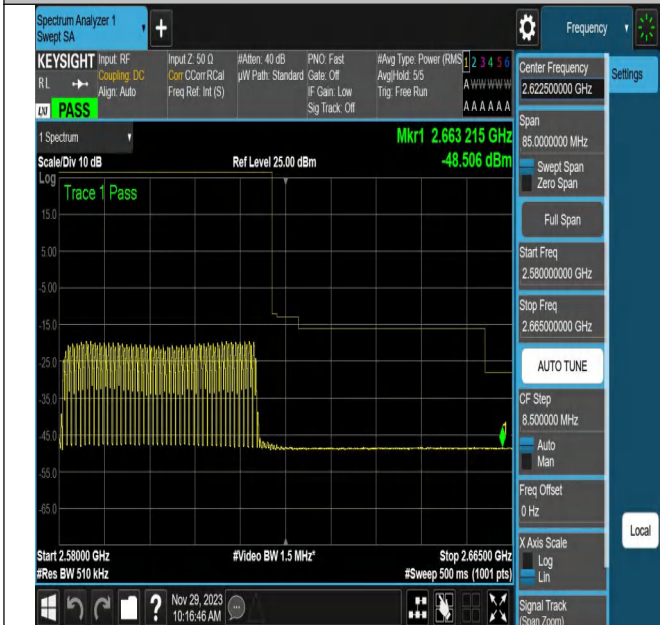 Spectrum Analyzer 1
Swept SA
+
Frequency
KEYSIGHT
Input: RF
Coupling: DC
Align: Auto
Input Z: 50 Ω
Corr CCorr RCal
Freq Ref: Int (S)
#Atten: 40 dB
µW Path: Standard
PNO: Fast
Gate: Off
IF Gain: Low
Sig Track: Off
#Avg Type: Power (RMS
Avg|Hold: 5/5
Trig: Free Run
1 2 3 4 5 6
A W W W W W
A A A A A A
RL
LXI PASS
1 Spectrum
Mkr1 2.663 215 GHz
Scale/Div 10 dB
Ref Level 25.00 dBm
-48.506 dBm
Log
Trace 1 Pass
15.0
5.00
-5.00
-15.0
-25.0
-35.0
-45.0
-55.0
-65.0
1
Start 2.58000 GHz
#Video BW 1.5 MHz*
Stop 2.66500 GHz
#Res BW 510 kHz
#Sweep 500 ms (1001 pts)
?
Nov 29, 2023
10:16:46 AM
Center Frequency
2.622500000 GHz
Settings
Span
85.0000000 MHz
Swept Span
Zero Span
Full Span
Start Freq
2.580000000 GHz
Stop Freq
2.665000000 GHz
AUTO TUNE
CF Step
8.500000 MHz
Auto
Man
Freq Offset
0 Hz
X Axis Scale
Log
Lin
Local
Signal Track
(Span Zoom)